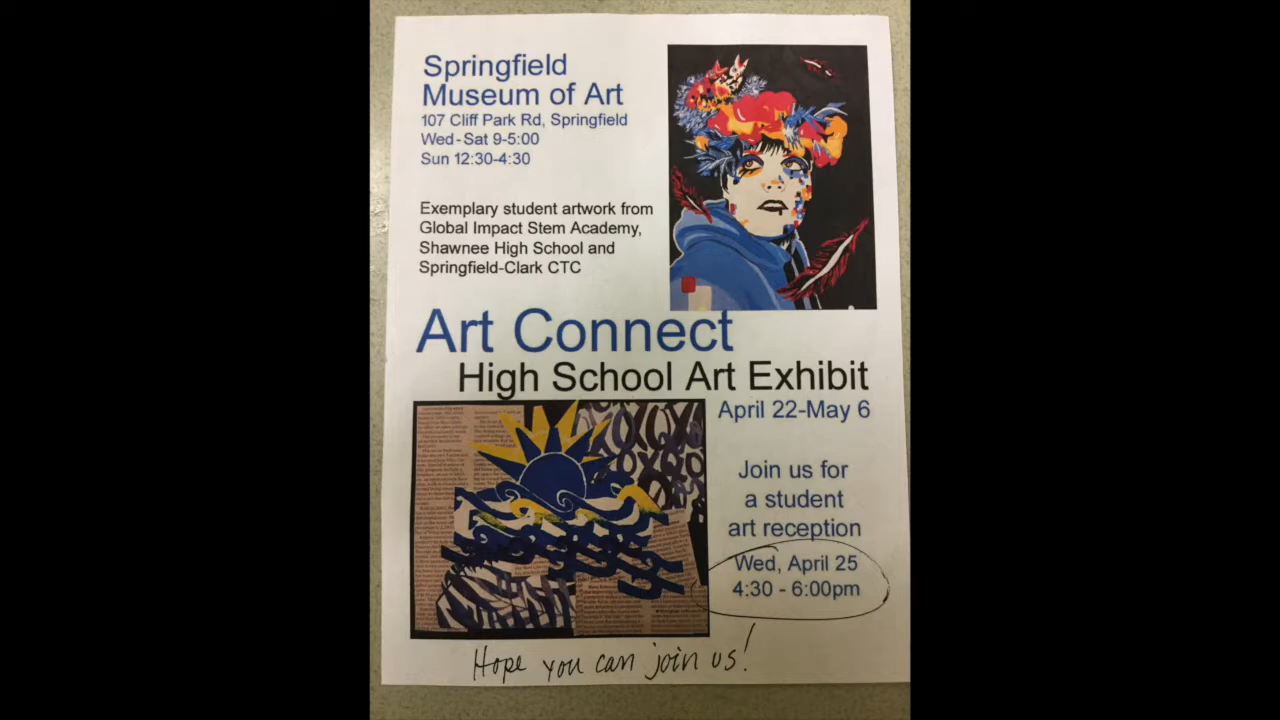 Springfield
Museum of Art
107 Cliff Park Rd, Springfield
Wed-Sat 9-5:00
Sun 12:30-4:30
Exemplary student artwork from
Global Impact Stem Academy,
Shawnee High School and
Springfield-Clark CTC
Art Connect
High School Art Exhibit
April 22-May 6
Join us for
a student
art reception
Wed, April 25
4:30 - 6:00pm
Hope you can join us!